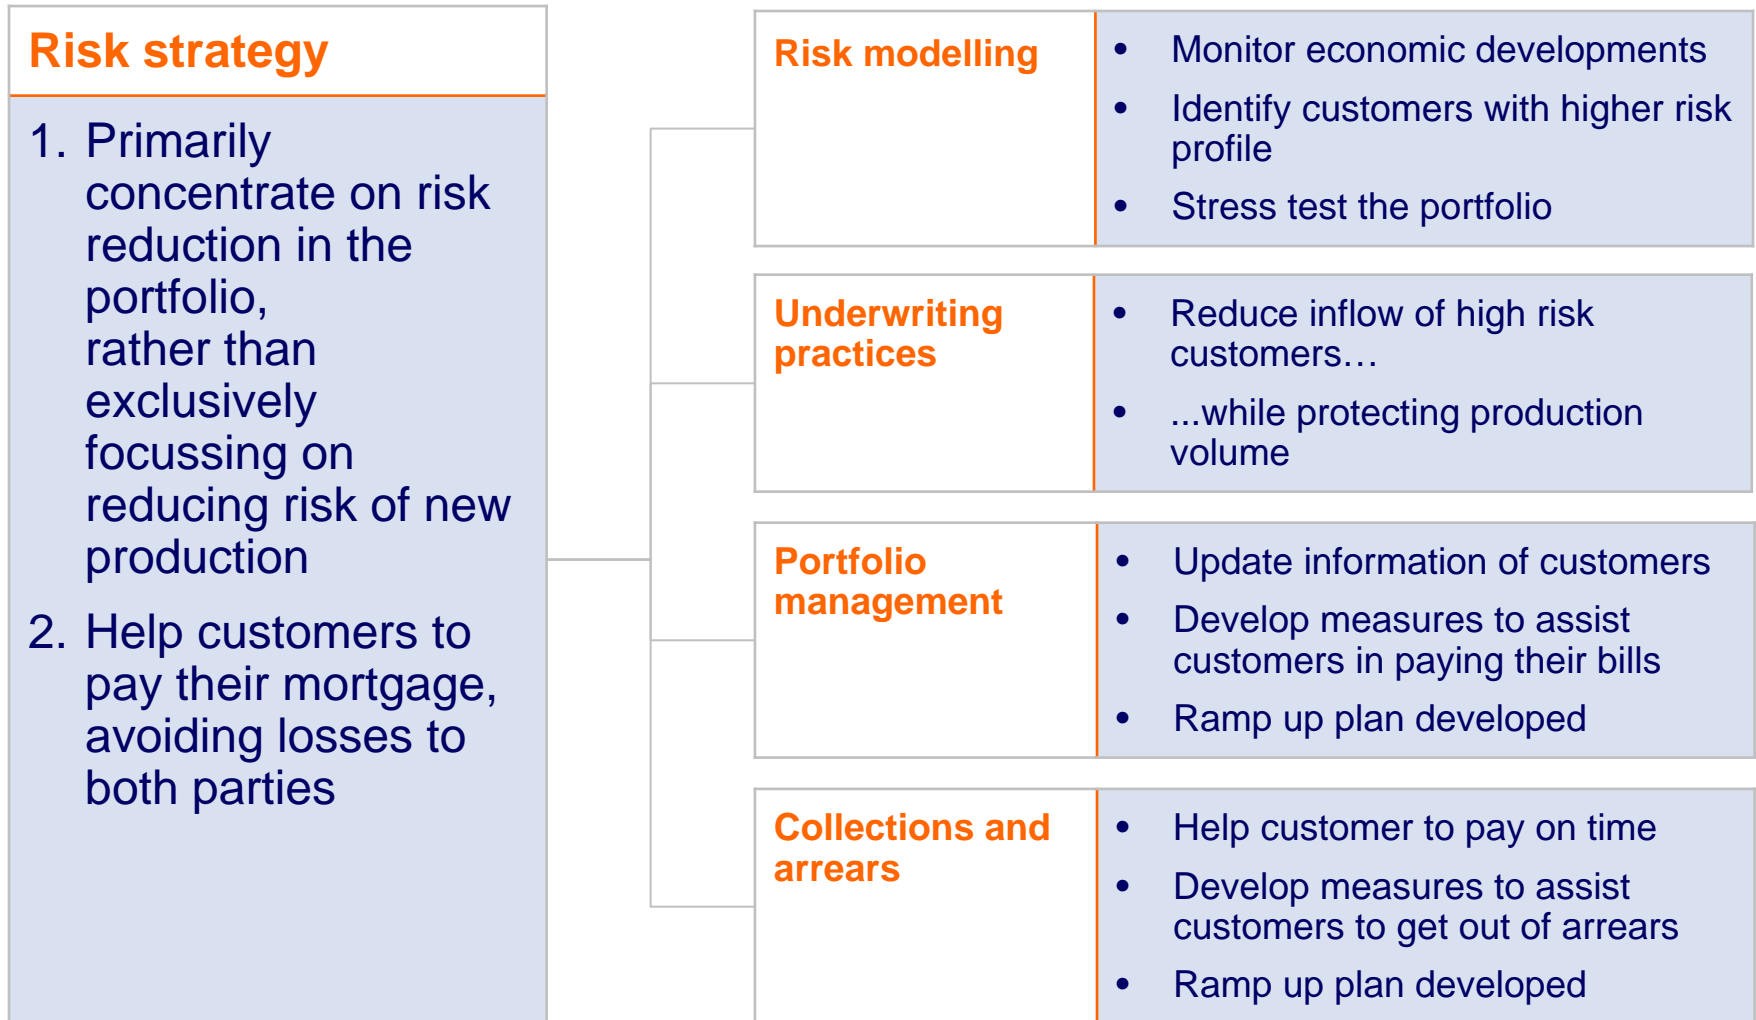 Risk strategy
1. Primarily
concentrate on risk
reduction in the
portfolio,
rather than
exclusively
focussing on
reducing risk of new
production
2. Help customers to
pay their mortgage,
avoiding losses to
both parties
Risk modelling
• Monitor economic developments
• Identify customers with higher risk
profile
• Stress test the portfolio
Underwriting
practices
• Reduce inflow of high risk
customers…
• ...while protecting production
volume
Portfolio
management
• Update information of customers
• Develop measures to assist
customers in paying their bills
• Ramp up plan developed
Collections and
arrears
• Help customer to pay on time
• Develop measures to assist
customers to get out of arrears
• Ramp up plan developed